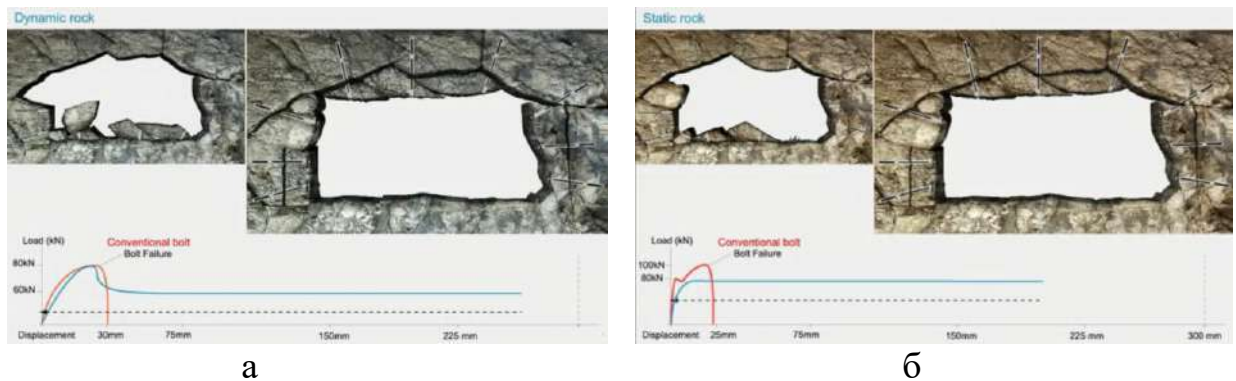 Dynamic rock
Load (kN)
Conventional bolt
Bolt Failure
80kN
60kN
Displacement 30mm 75mm 150mm 225 mm
а
Static rock
Load (kN)
Conventional bolt
Bolt Failure
100kN
80kN
Displacement 25mm 75mm 150mm 225 mm 300 mm
б